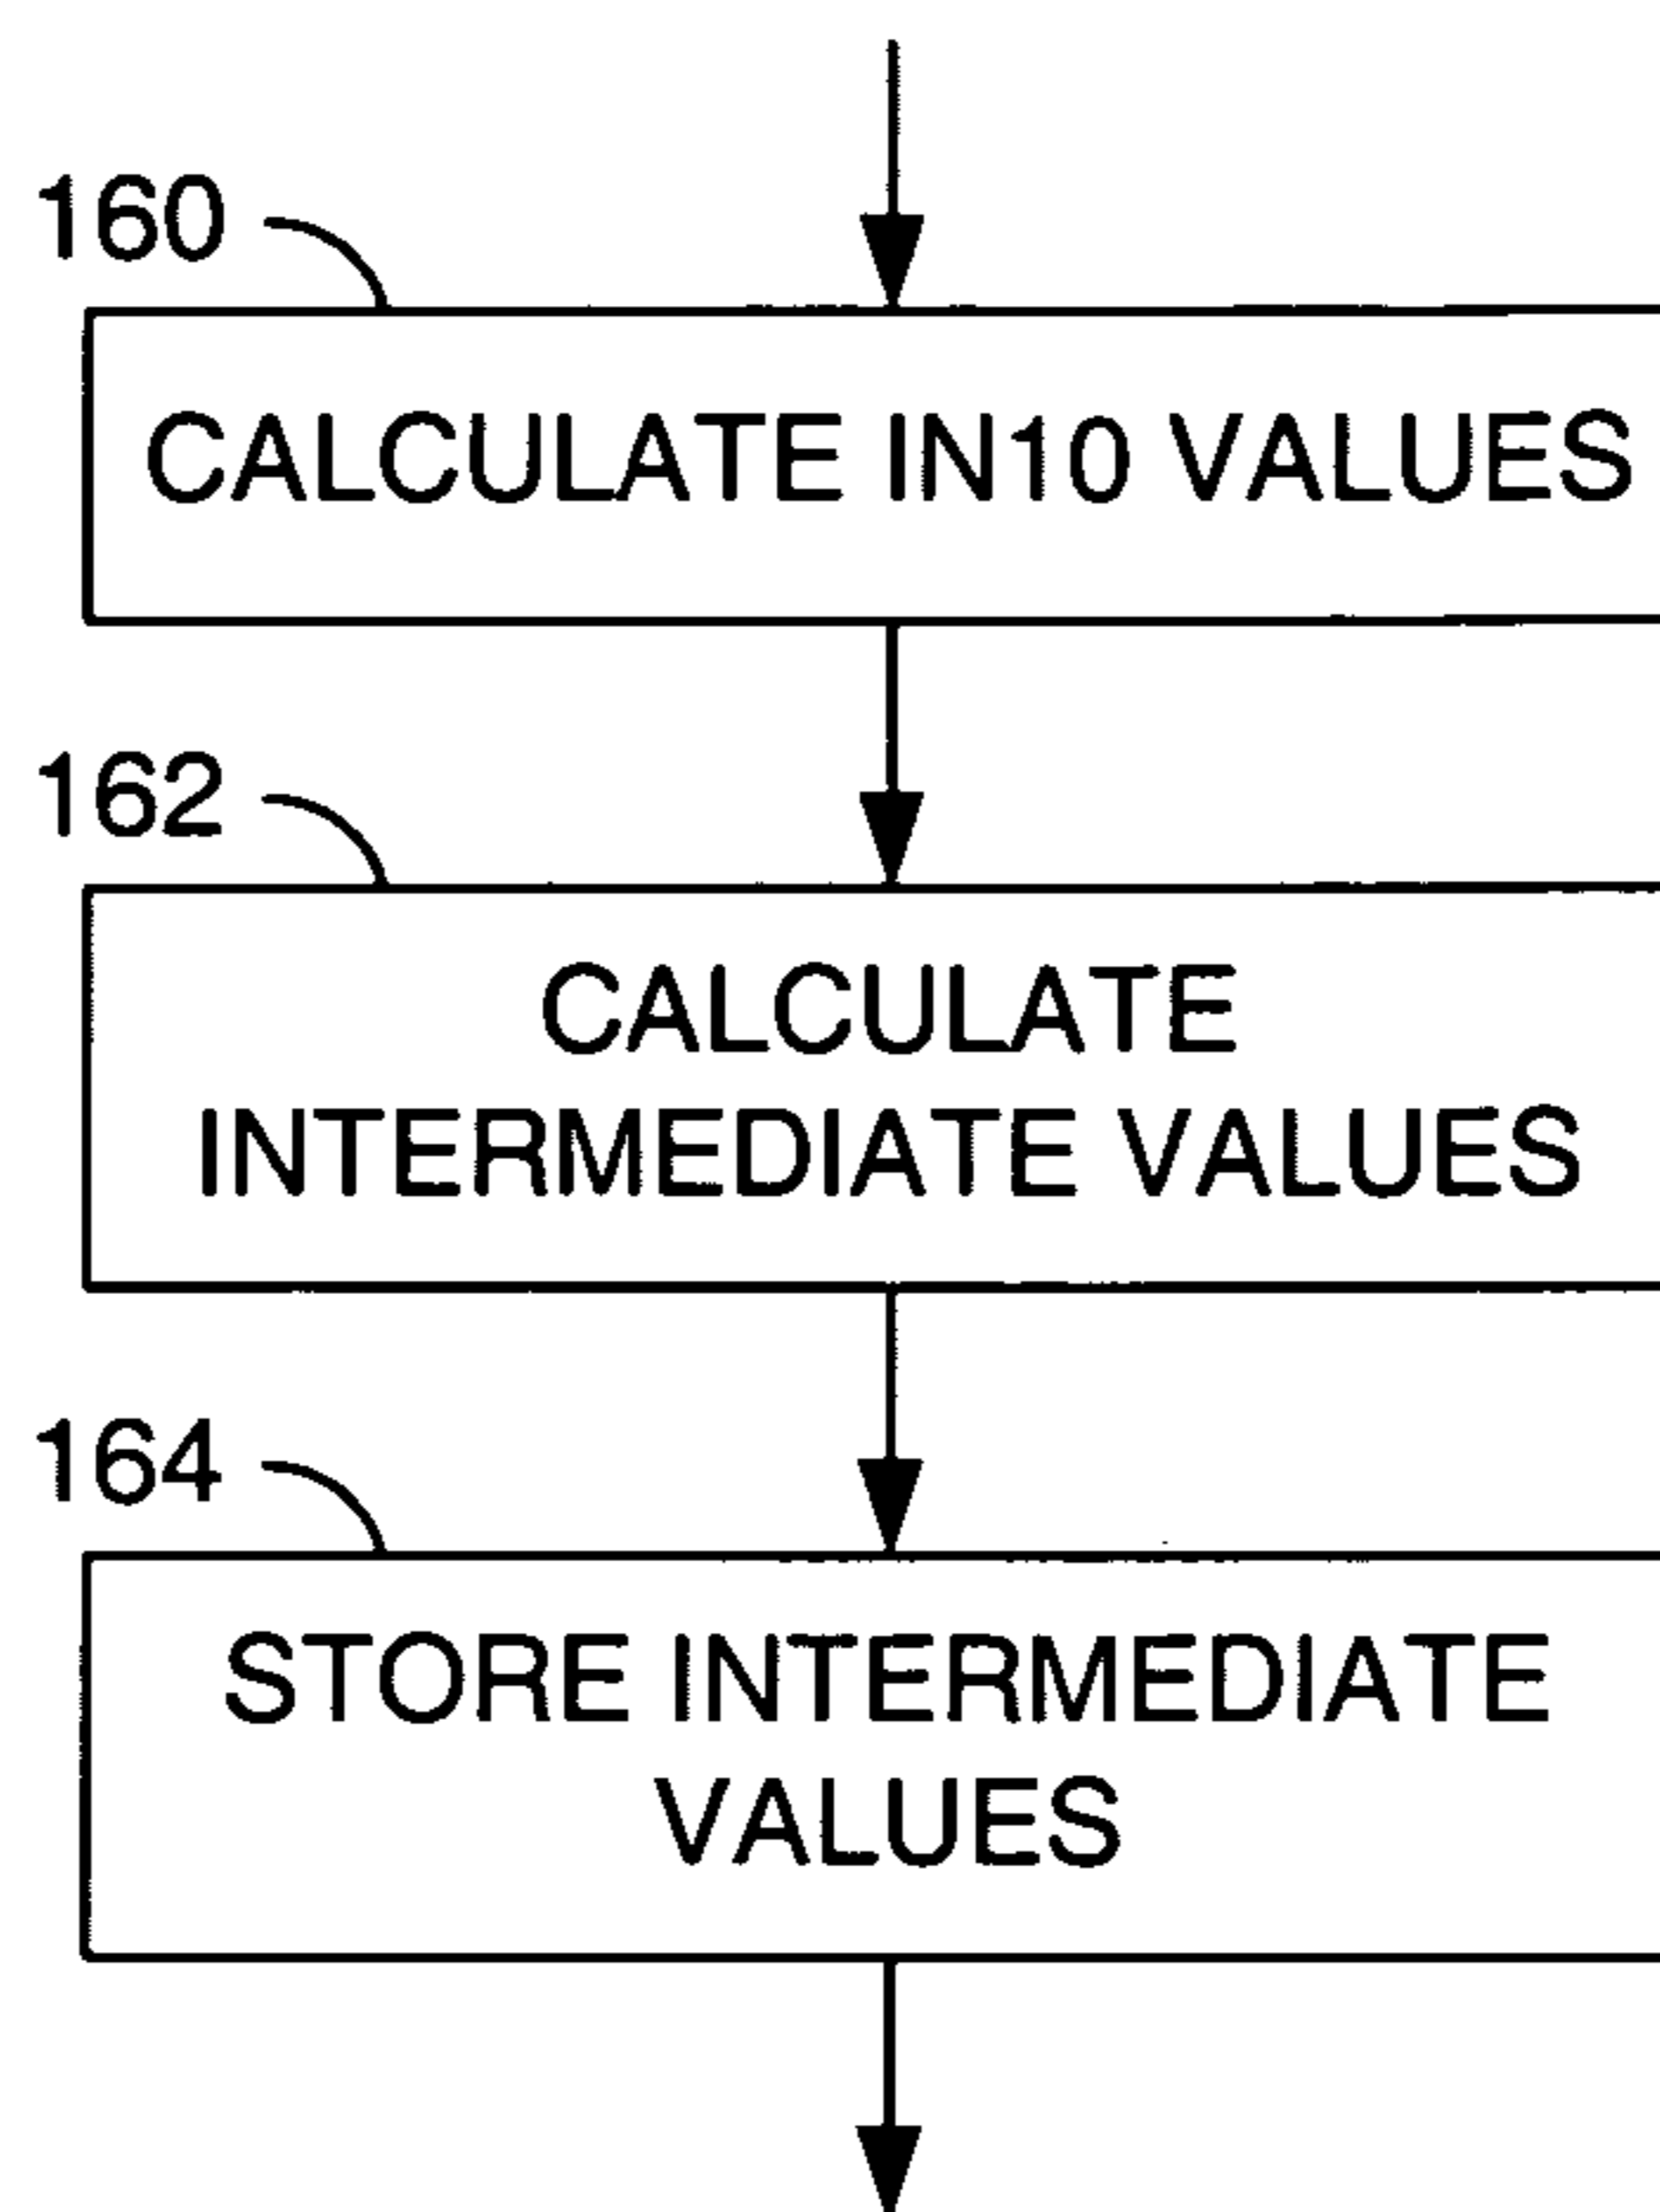 160
CALCULATE IN10 VALUES
162
CALCULATE
INTERMEDIATE VALUES
164
STORE INTERMEDIATE
VALUES